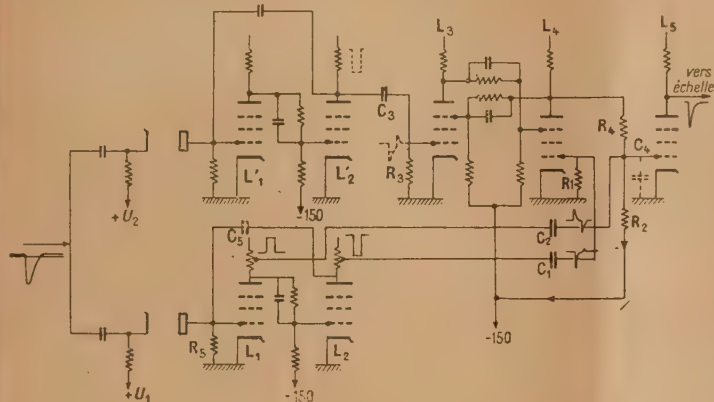 L₃
L₄
L₅
vers
échelle
C₃
R₄
L'₁
L'₂
R₃
R1
C₄
-150
+U₂
C₅
C₂
R₂
C₁
R₅
L₁
L₂
-150
-150
+U₁